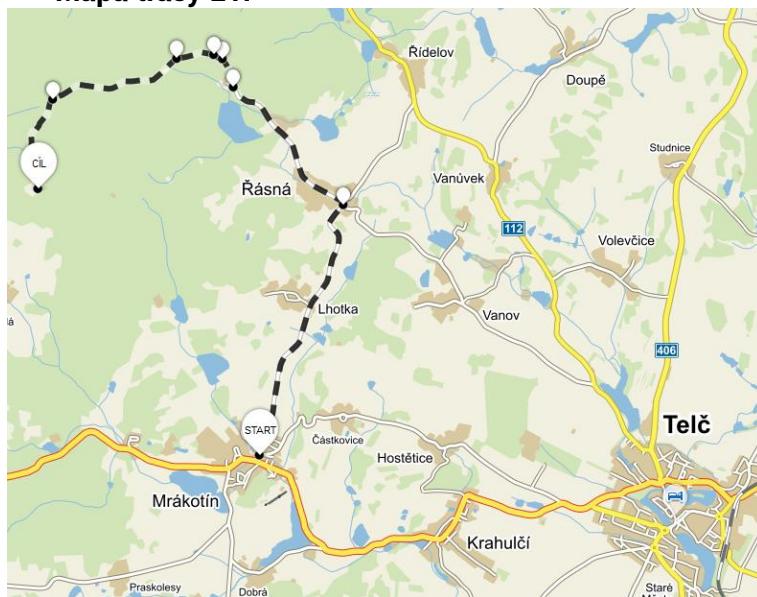 Řídelov
Doupě
Studnice
CÍL
Řásná
Vanůvek
112
Volevčice
Lhotka
Vanov
406
START
Částkovice
Telč
Hostětice
Mrákotín
Krahulčí
Praskolesy
Dobrá
Staré